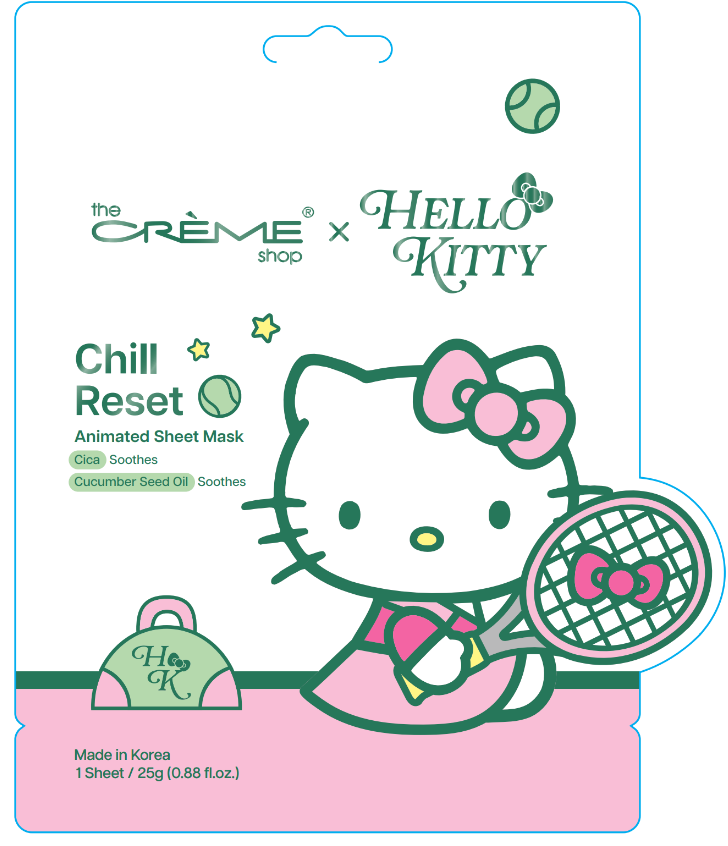 the
CRÈME®
shop
x
HELLO
KITTY
Chill
Reset
Animated Sheet Mask
Cica Soothes
Cucumber Seed Oil Soothes
H
K
Made in Korea
1 Sheet / 25g (0.88 fl.oz.)